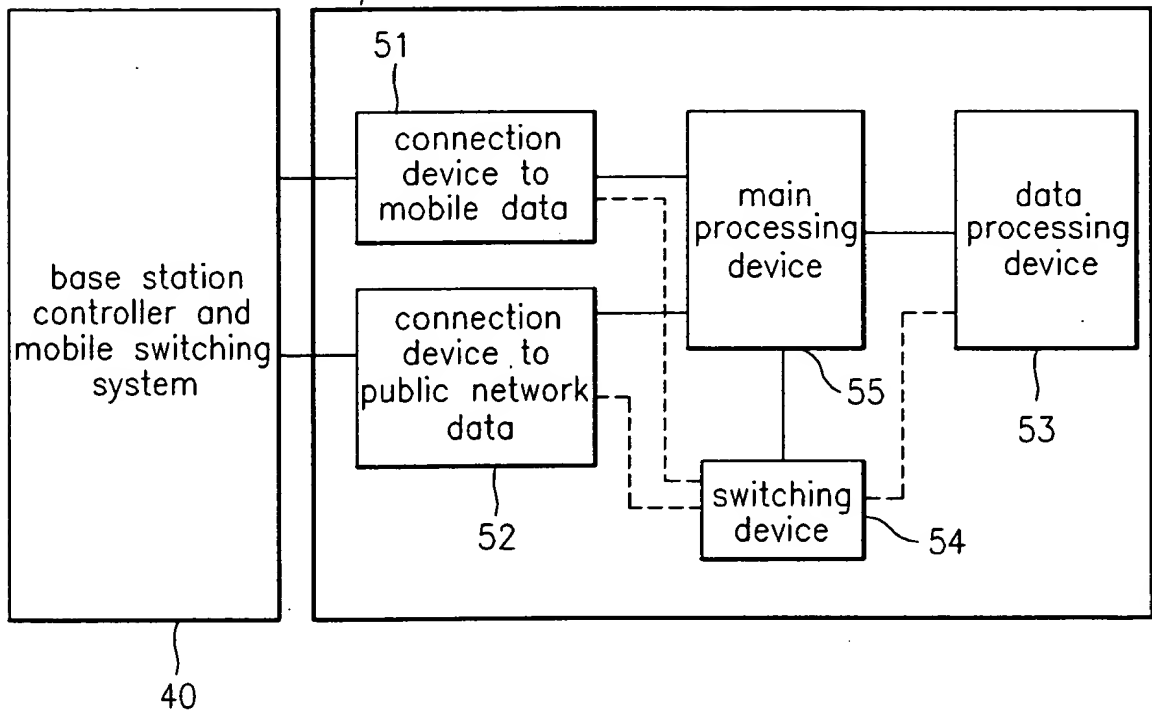 51
connection
device to
mobile data
main
processing
device
data
processing
device
base station
controller and
mobile switching
system
connection
device to
public network
data
55
53
switching
device
52
54
40